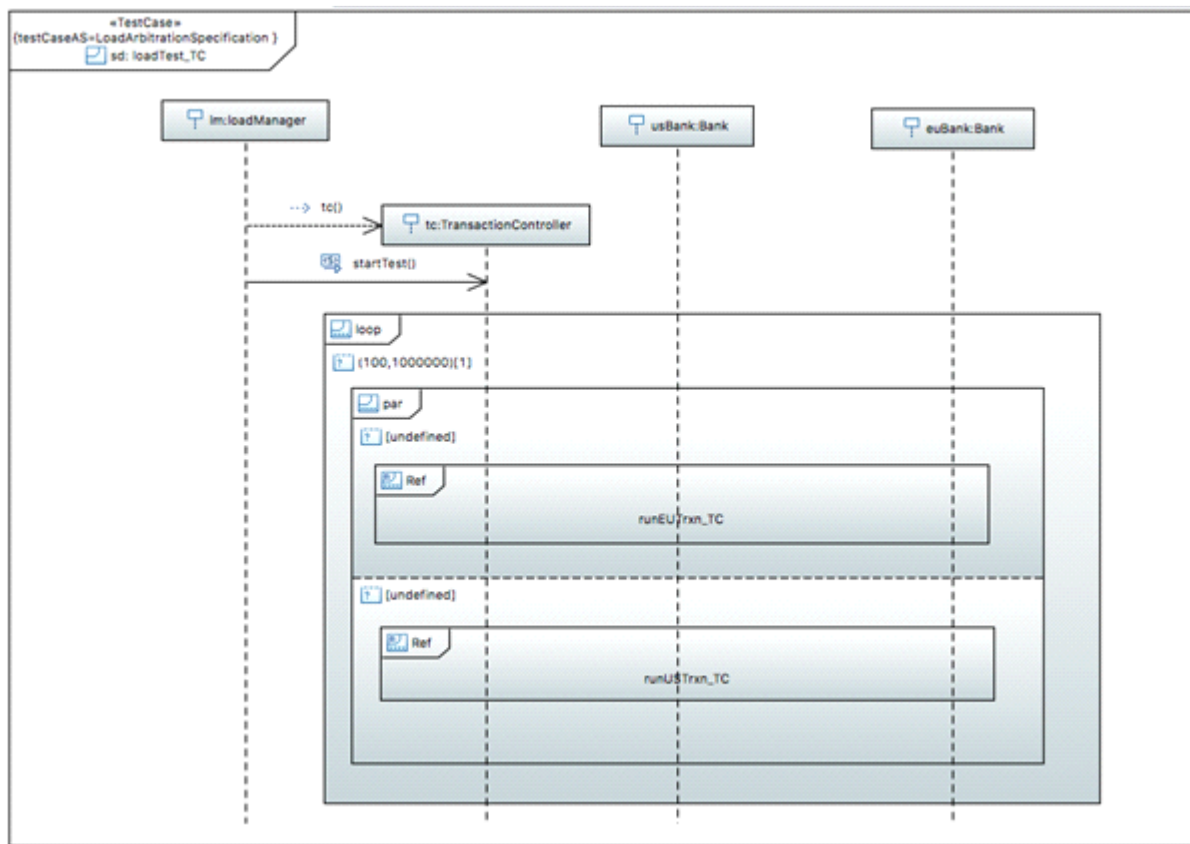 «TestCase»
{testCaseAS=LoadArbitrationSpecification }
sd: loadTest_TC
lm:loadManager
usBank:Bank
euBank:Bank
tc()
tc:TransactionController
startTest()
loop
(100,1000000)[1]
par
[undefined]
Ref
runEUTrxn_TC
[undefined]
Ref
runUSTrxn_TC